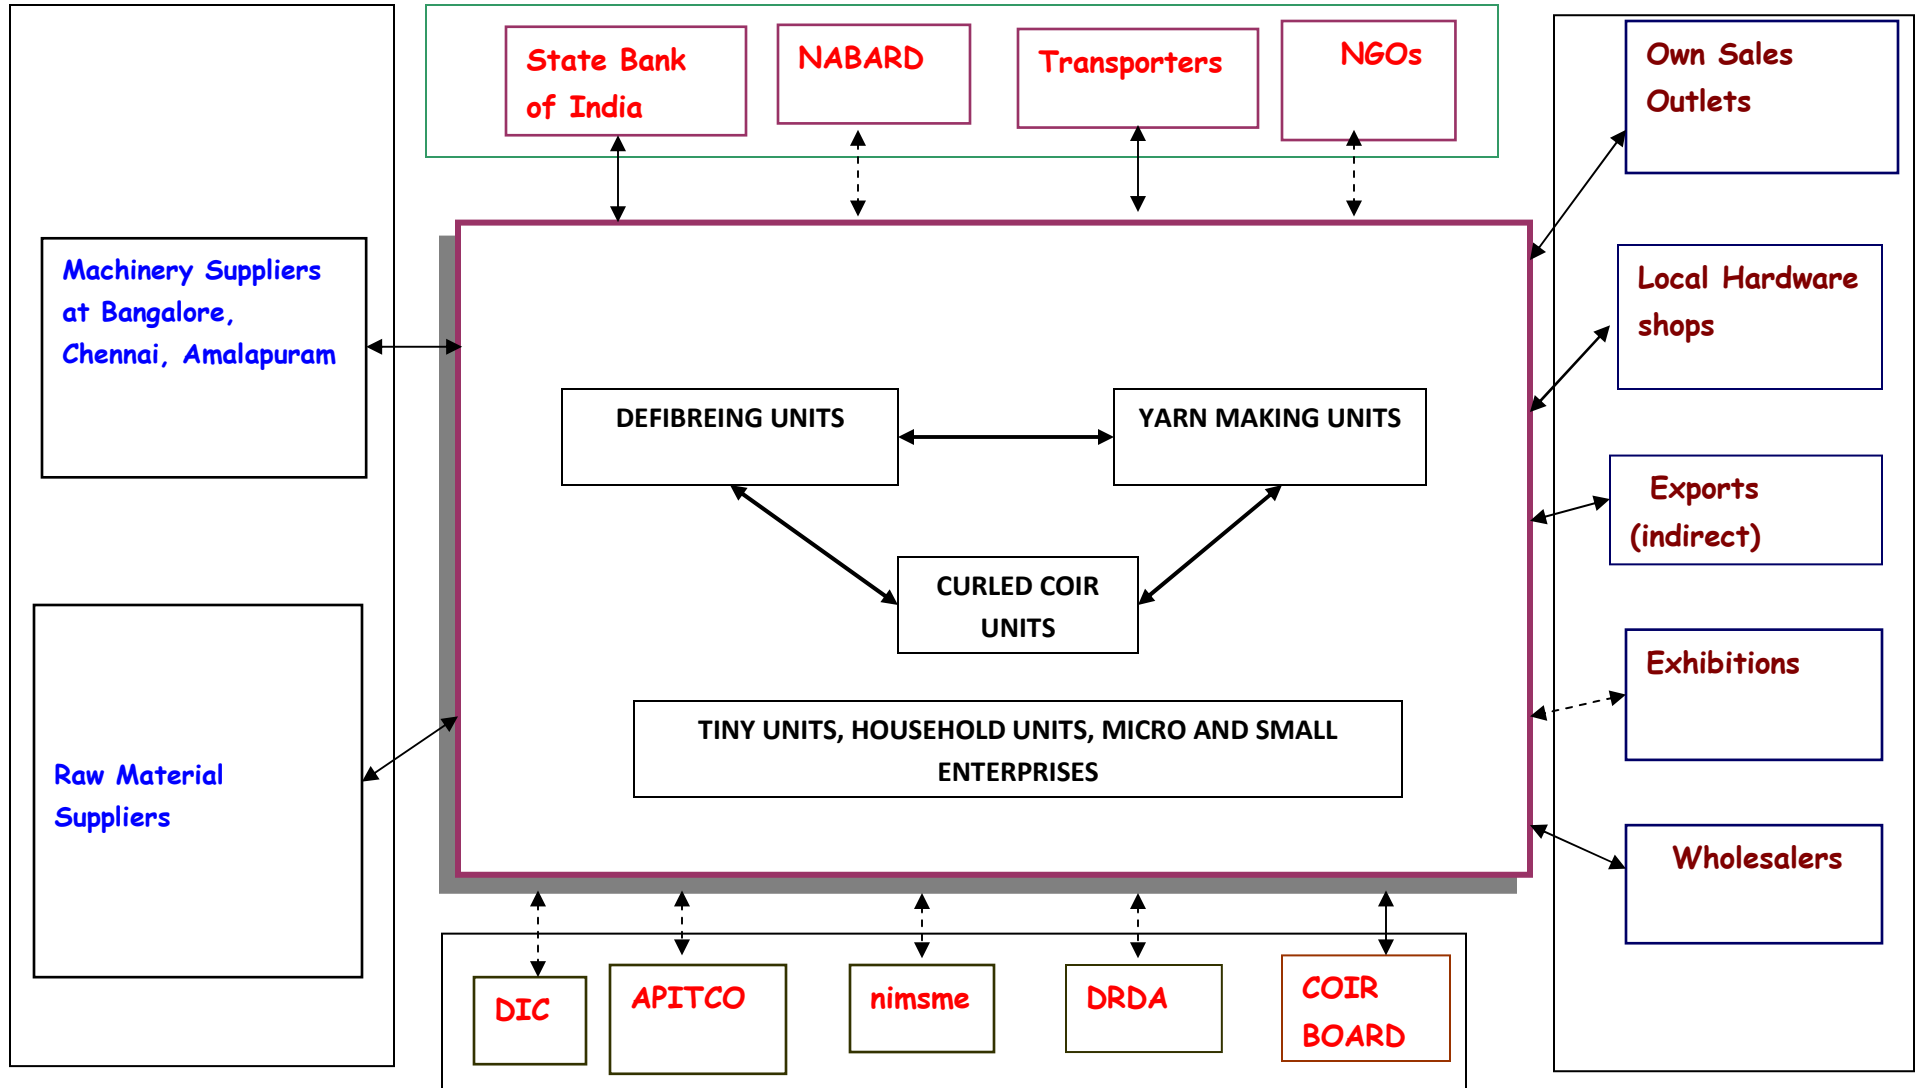 State Bank
of India
NABARD
Transporters
NGOs
Own Sales
Outlets
Machinery Suppliers
at Bangalore,
Chennai, Amalapuram
Local Hardware
shops
DEFIBREING UNITS
YARN MAKING UNITS
Exports
(indirect)
CURLED COIR
UNITS
Exhibitions
TINY UNITS, HOUSEHOLD UNITS, MICRO AND SMALL
ENTERPRISES
Raw Material
Suppliers
Wholesalers
DIC
APITCO
nimsme
DRDA
COIR
BOARD